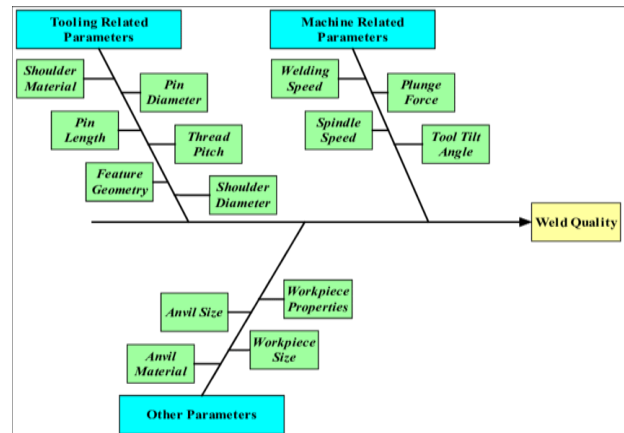 Tooling Related
Parameters
Machine Related
Parameters
Shoulder
Material
Pin
Diameter
Pin
Length
Thread
Pitch
Feature
Geometry
Shoulder
Diameter
Welding
Speed
Plunge
Force
Spindle
Speed
Tool Tilt
Angle
Weld Quality
Workpiece
Properties
Anvil Size
Workpiece
Size
Anvil
Material
Other Parameters